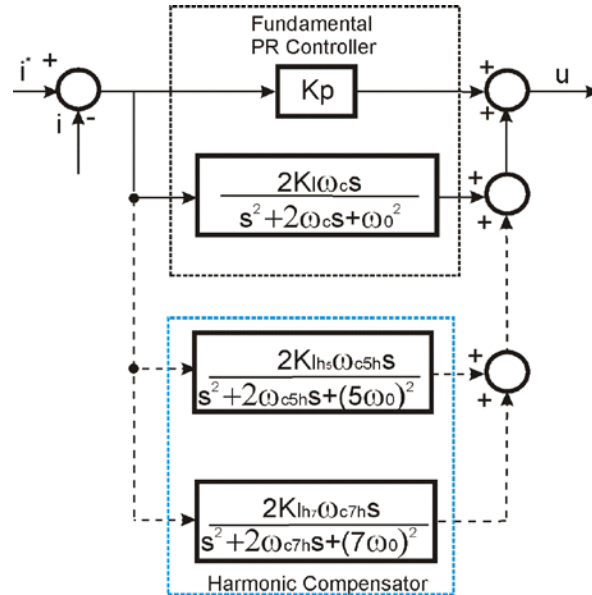 Fundamental
PR Controller
i* +
i -
Kp
+
+
u
2KIωcs
s²+2ωcs+ω0²
+
+
2KIh5ωc5hs
s²+2ωc5hs+(5ω0)²
+
+
2KIh7ωc7hs
s²+2ωc7hs+(7ω0)²
Harmonic Compensator